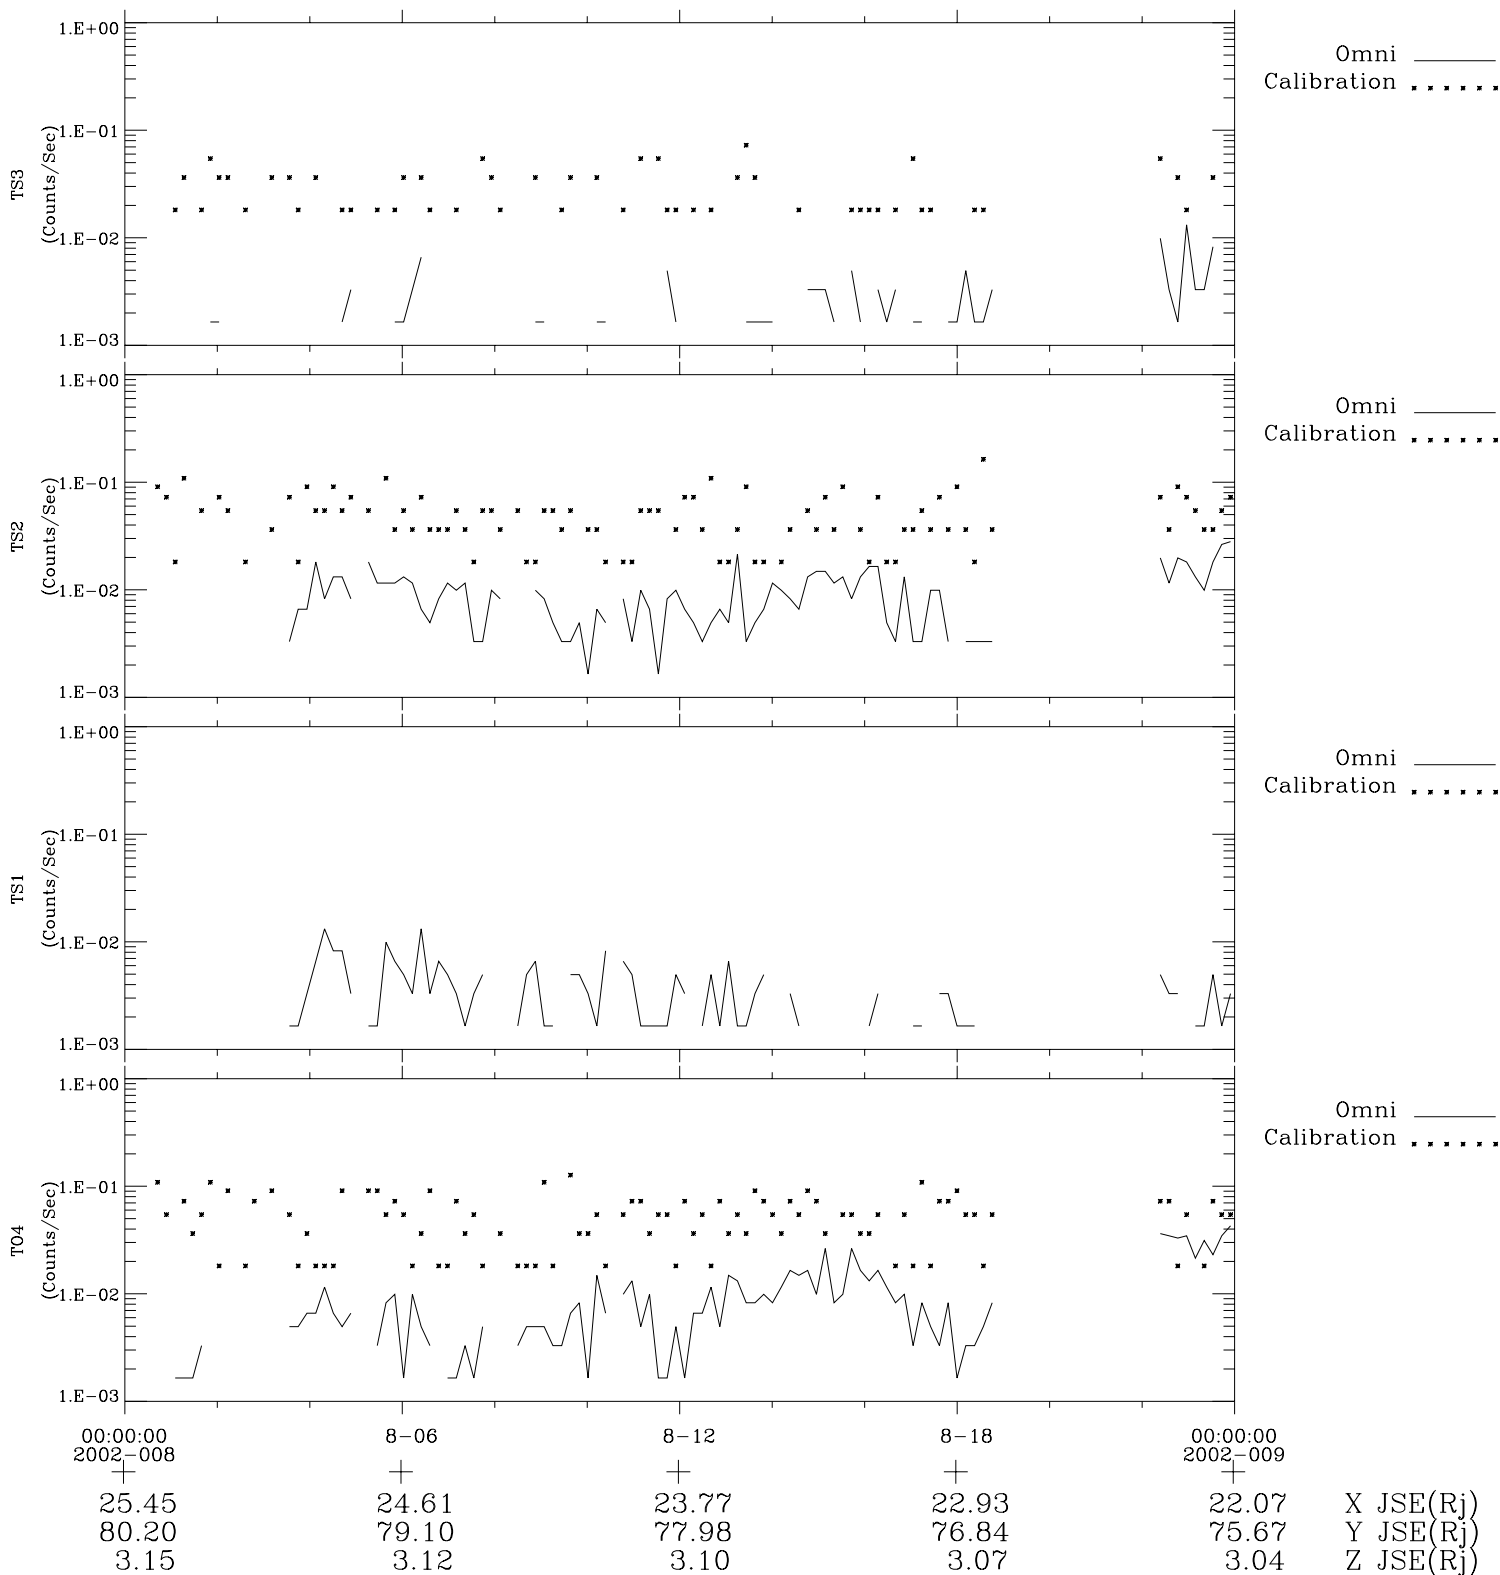 1.E+00
1.E-01
1.E-02
1.E-03
TS3
(Counts/Sec)
Omni
Calibration
1.E+00
1.E-01
1.E-02
1.E-03
TS2
(Counts/Sec)
Omni
Calibration
1.E+00
1.E-01
1.E-02
1.E-03
TS1
(Counts/Sec)
Omni
Calibration
1.E+00
1.E-01
1.E-02
1.E-03
TO4
(Counts/Sec)
Omni
Calibration
00:00:00 8-06 8-12 8-18 00:00:00
2002-008 2002-009
25.45 24.61 23.77 22.93 22.07 X JSE(Rj)
80.20 79.10 77.98 76.84 75.67 Y JSE(Rj)
3.15 3.12 3.10 3.07 3.04 Z JSE(Rj)